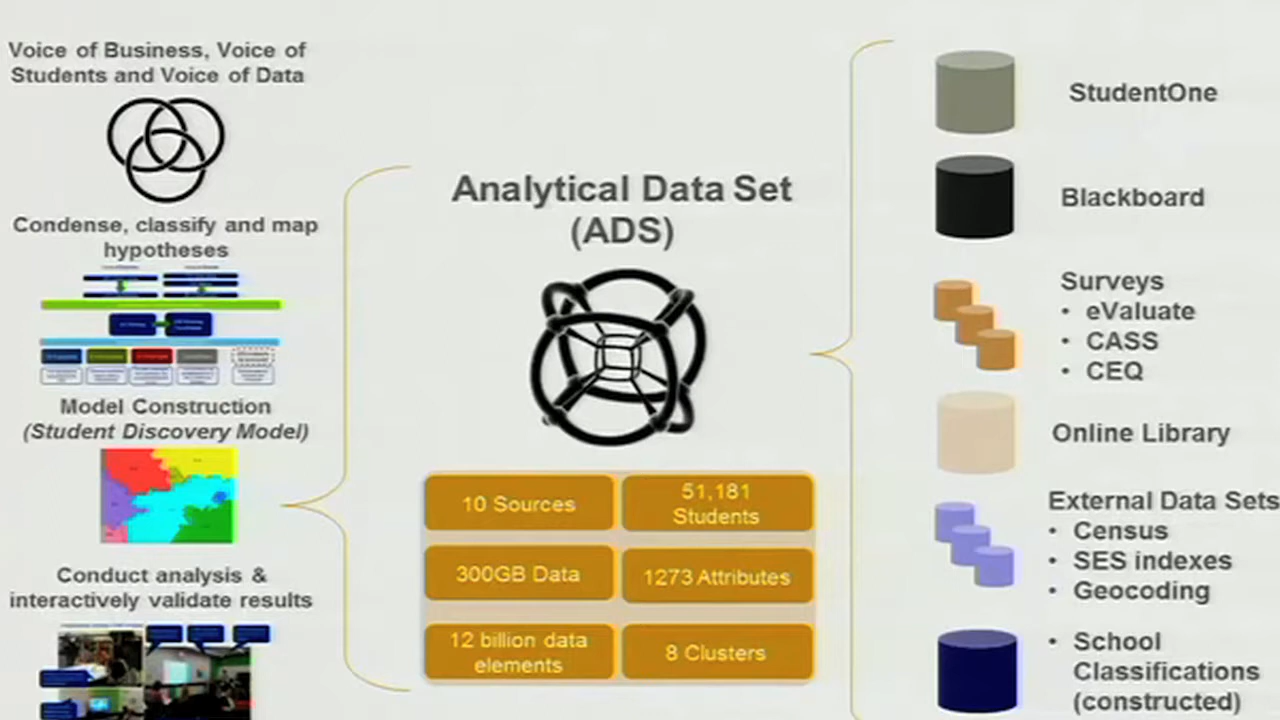 Voice of Business, Voice of
Students and Voice of Data
Condense, classify and map
hypotheses
Model Construction
(Student Discovery Model)
Conduct analysis &
interactively validate results
Analytical Data Set
(ADS)
10 Sources
51,181
Students
300GB Data
1273 Attributes
12 billion data
elements
8 Clusters
StudentOne
Blackboard
Surveys
• eValuate
• CASS
• CEQ
Online Library
External Data Sets
• Census
• SES indexes
• Geocoding
• School
Classifications
(constructed)